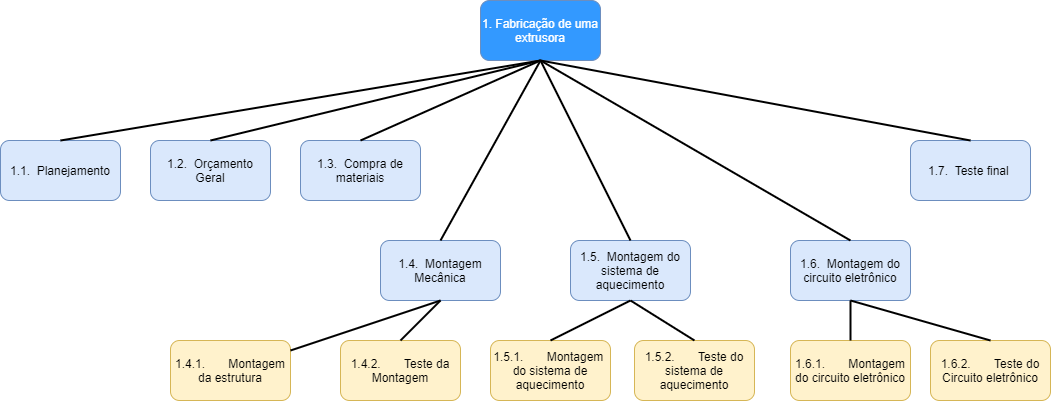 1. Fabricação de uma
extrusora
1.1. Planejamento
1.2. Orçamento
Geral
1.3. Compra de
materiais
1.7. Teste final
1.4. Montagem
Mecânica
1.5. Montagem do
sistema de
aquecimento
1.6. Montagem do
circuito eletrônico
1.4.1. Montagem
da estrutura
1.4.2. Teste da
Montagem
1.5.1. Montagem
do sistema de
aquecimento
1.5.2. Teste do
sistema de
aquecimento
1.6.1. Montagem
do circuito eletrônico
1.6.2. Teste do
Circuito eletrônico